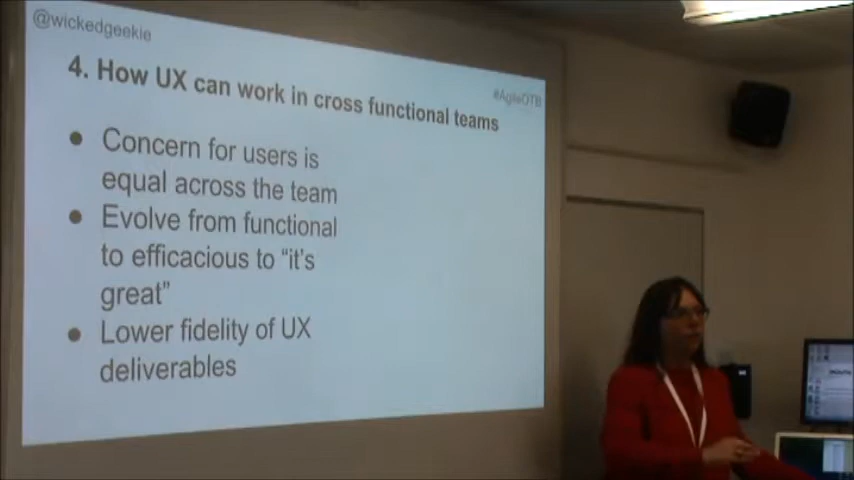 @wickedgeekie
#AgileOTB
4. How UX can work in cross functional teams
● Concern for users is
equal across the team
● Evolve from functional
to efficacious to “it's
great”
● Lower fidelity of UX
deliverables